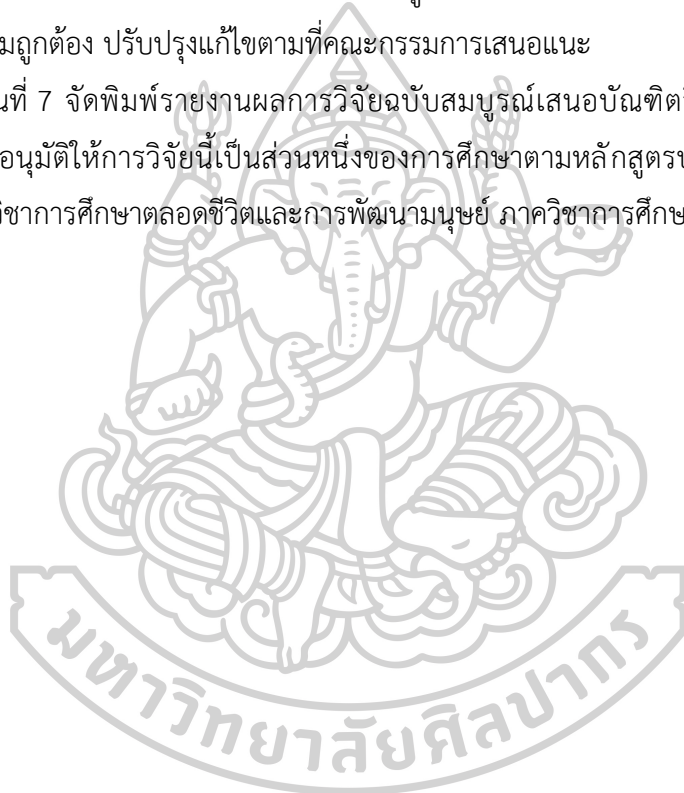 มถูกต้อง ปรับปรุงแก้ไขตามที่คณะกรรมการเสนอแนะ
นที่ 7 จัดพิมพ์รายงานผลการวิจัยฉบับสมบูรณ์เสนอบัณฑิต
อนุมัติให้การวิจัยนี้เป็นส่วนหนึ่งของการศึกษาตามหลักสูตร
วิชาการศึกษาตลอดชีวิตและการพัฒนามนุษย์ ภาควิชาการศึกษ
มหาวิทยาลัยศิลปากร